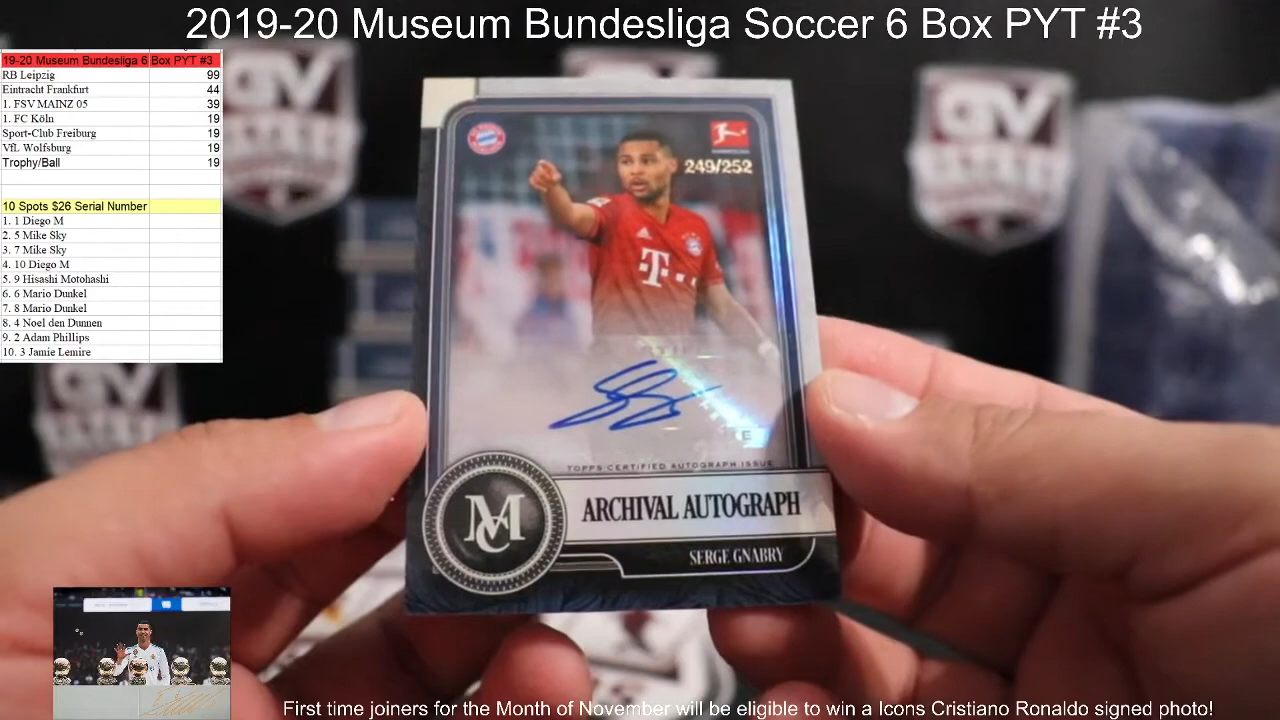 2019-20 Museum Bundesliga Soccer 6 Box PYT #3
19-20 Museum Bundesliga 6 Box PYT #3
RB Leipzig 99
Eintracht Frankfurt 44
1. FSV MAINZ 05 39
1. FC Köln 19
Sport-Club Freiburg 19
VfL Wolfsburg 19
Trophy/Ball 19
10 Spots $26 Serial Number
1. 1 Diego M
2. 5 Mike Sky
3. 7 Mike Sky
4. 10 Diego M
5. 9 Hisashi Motohashi
6. 6 Mario Dunkel
7. 8 Mario Dunkel
8. 4 Noel den Dunnen
9. 2 Adam Phillips
10. 3 Jamie Lemire
GV
GV
249/252
T
TOPPS CERTIFIED AUTOGRAPH ISSUE
MC
ARCHIVAL AUTOGRAPH
SERGE GNABRY
First time joiners for the Month of November will be eligible to win a Icons Cristiano Ronaldo signed photo!